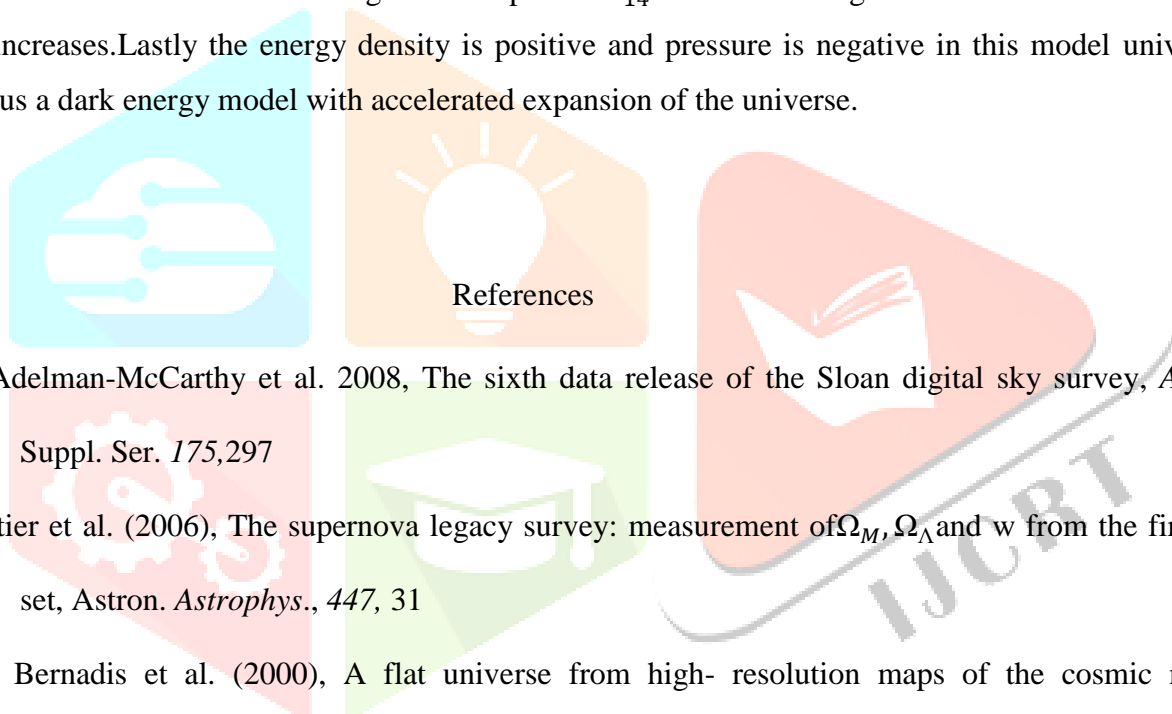 increases.Lastly the energy density is positive and pressure is negative in this model
us a dark energy model with accelerated expansion of the universe.
References
Adelman-McCarthy et al. 2008, The sixth data release of the Sloan digital sky survey,
Suppl. Ser. 175,297
et al. (2006), The supernova legacy survey: measurement ofΩ_M, Ω_Λand w from the
set, Astron. Astrophys., 447, 31
Bernadis et al. (2000), A flat universe from high- resolution maps of the cosmic
IJCRT